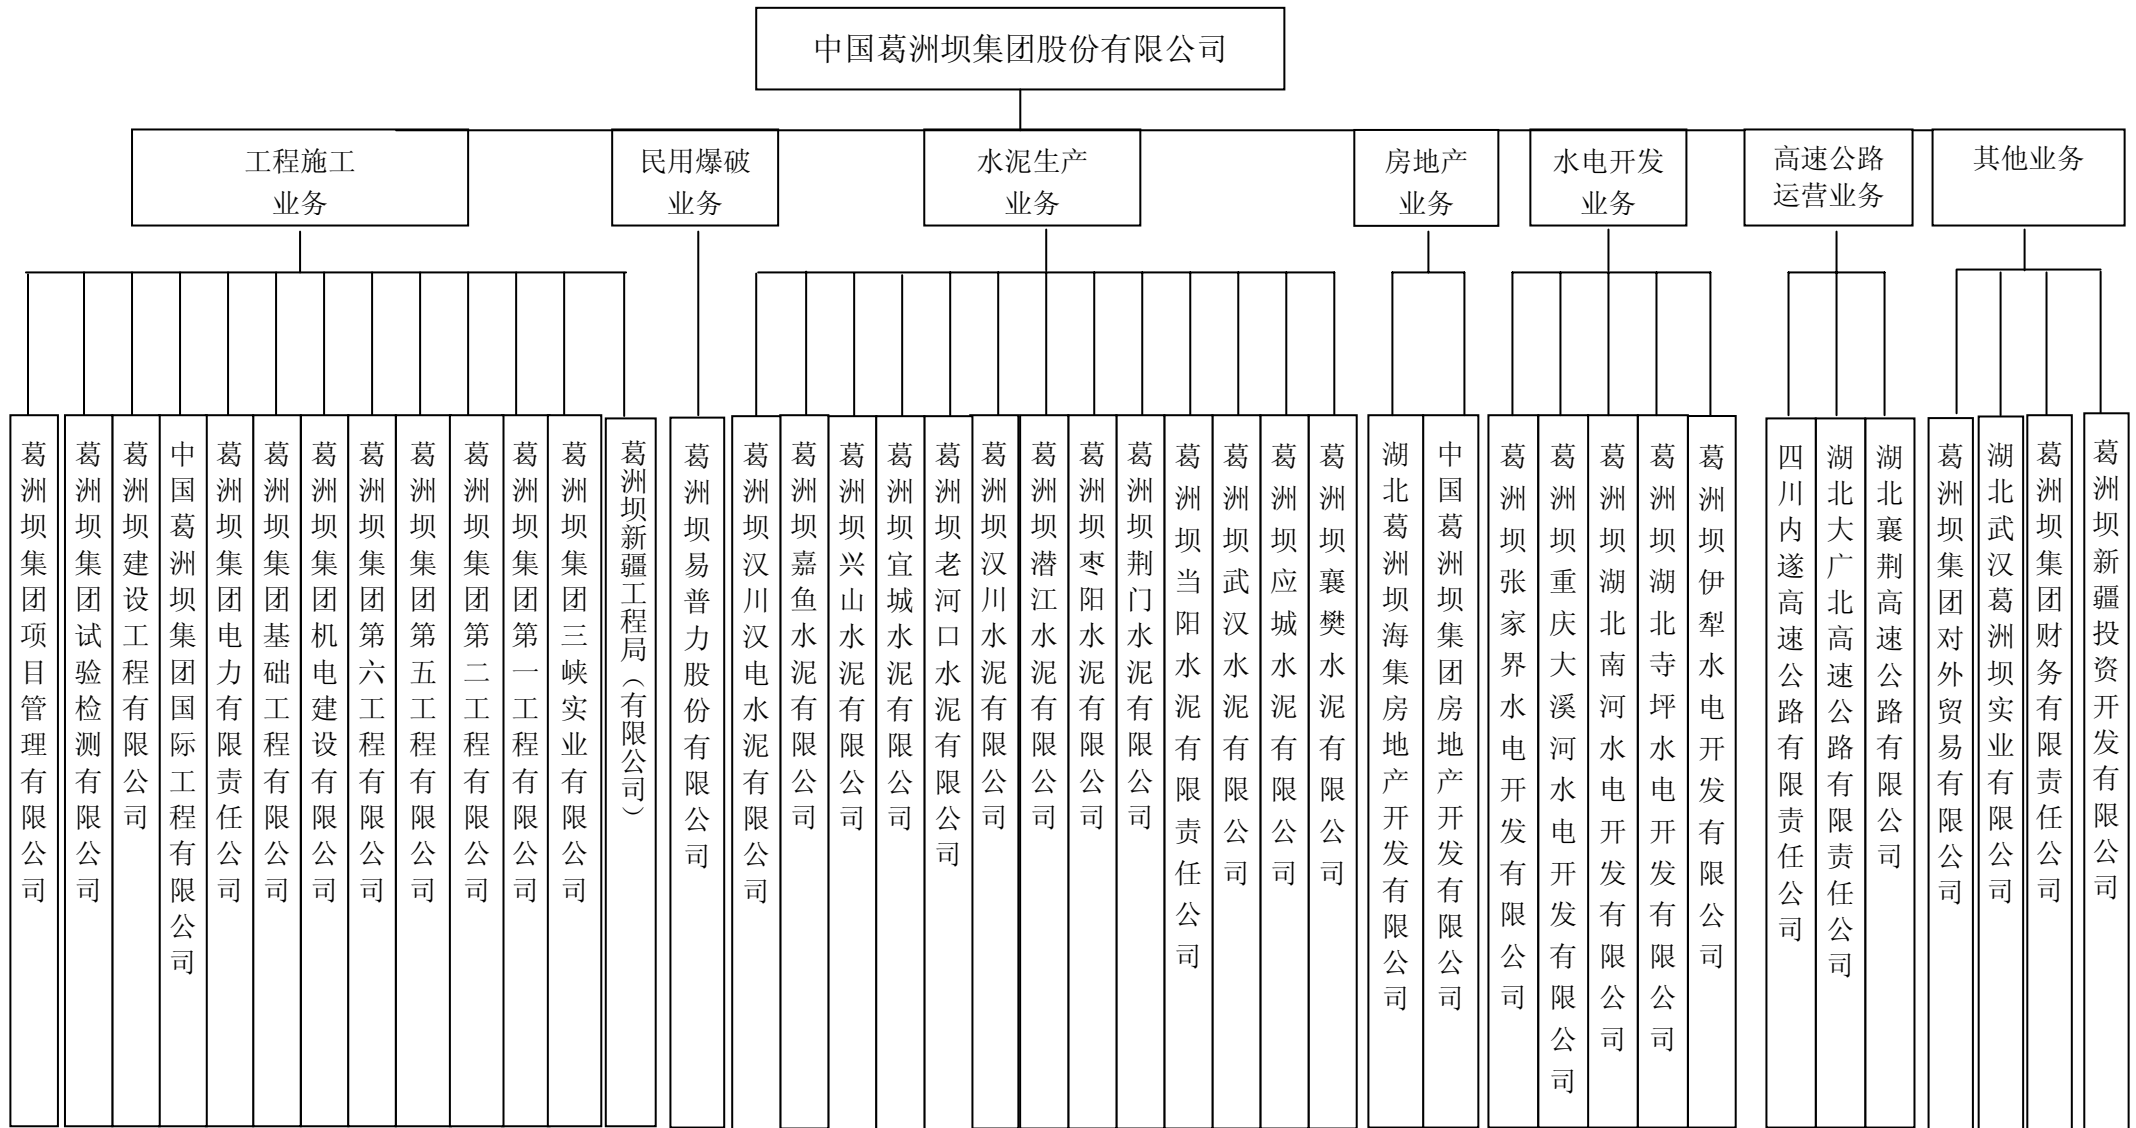 中国葛洲坝集团股份有限公司
工程施工
业务
民用爆破
业务
水泥生产
业务
房地产
业务
水电开发
业务
高速公路
运营业务
其他业务
葛洲坝集团项目管理有限公司
葛洲坝集团试验检测有限公司
葛洲坝建设工程有限公司
中国葛洲坝集团国际工程有限公司
葛洲坝集团电力有限责任公司
葛洲坝集团基础工程有限公司
葛洲坝集团机电建设有限公司
葛洲坝集团第六工程有限公司
葛洲坝集团第五工程有限公司
葛洲坝集团第二工程有限公司
葛洲坝集团第一工程有限公司
葛洲坝集团三峡实业有限公司
葛洲坝新疆工程局（有限公司）
葛洲坝易普力股份有限公司
葛洲坝汉川汉电水泥有限公司
葛洲坝嘉鱼水泥有限公司
葛洲坝兴山水泥有限公司
葛洲坝宜城水泥有限公司
葛洲坝老河口水泥有限公司
葛洲坝汉川水泥有限公司
葛洲坝潜江水泥有限公司
葛洲坝枣阳水泥有限公司
葛洲坝荆门水泥有限公司
葛洲坝当阳水泥有限责任公司
葛洲坝武汉水泥有限公司
葛洲坝应城水泥有限公司
葛洲坝襄樊水泥有限公司
湖北葛洲坝海集房地产开发有限公司
中国葛洲坝集团房地产开发有限公司
葛洲坝张家界水电开发有限公司
葛洲坝重庆大溪河水电开发有限公司
葛洲坝湖北南河水电开发有限公司
葛洲坝湖北寺坪水电开发有限公司
葛洲坝伊犁水电开发有限公司
四川内遂高速公路有限责任公司
湖北大广北高速公路有限责任公司
湖北襄荆高速公路有限公司
葛洲坝集团对外贸易有限公司
湖北武汉葛洲坝实业有限公司
葛洲坝集团财务有限责任公司
葛洲坝新疆投资开发有限公司